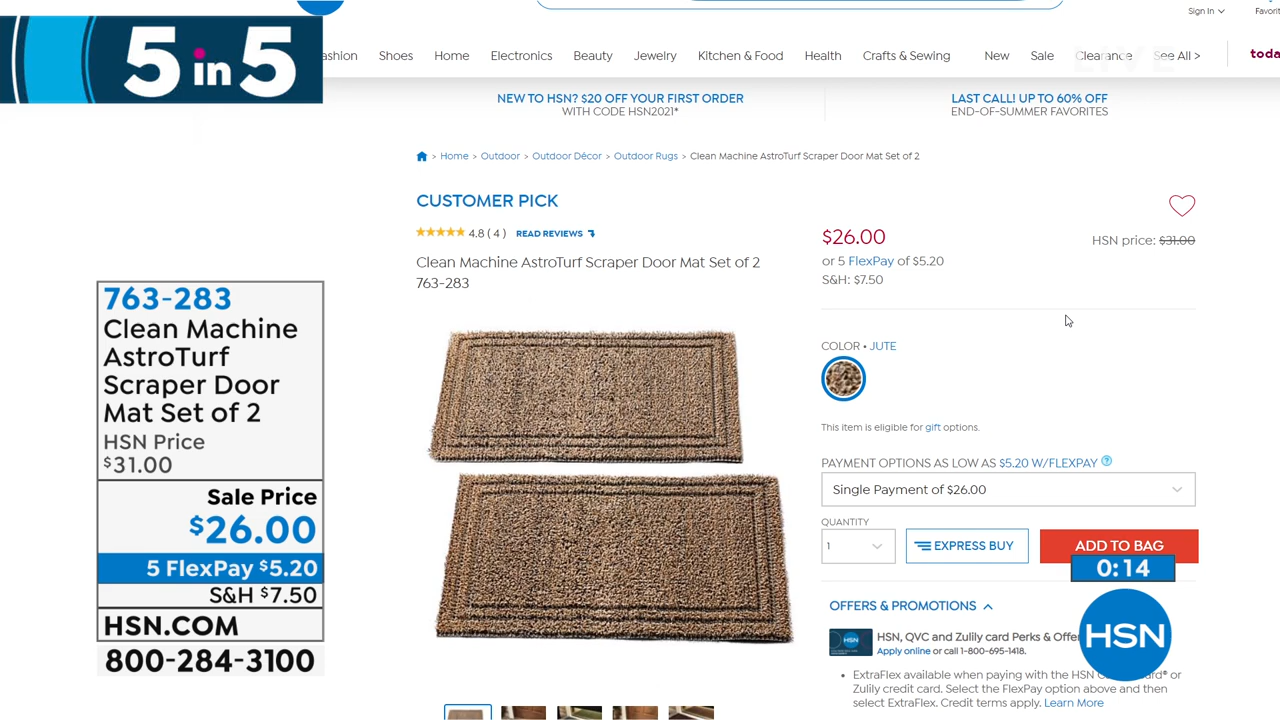 5 in 5
Sign In
Favorit
ashion Shoes Home Electronics Beauty Jewelry Kitchen & Food Health Crafts & Sewing New Sale Clearance See All > toda
LIVE
NEW TO HSN? $20 OFF YOUR FIRST ORDER
WITH CODE HSN2021*
LAST CALL! UP TO 60% OFF
END-OF-SUMMER FAVORITES
> Home > Outdoor > Outdoor Décor > Outdoor Rugs > Clean Machine AstroTurf Scraper Door Mat Set of 2
CUSTOMER PICK
4.8 ( 4 ) READ REVIEWS
Clean Machine AstroTurf Scraper Door Mat Set of 2
763-283
$26.00
HSN price: $31.00
or 5 FlexPay of $5.20
S&H: $7.50
COLOR • JUTE
This item is eligible for gift options.
PAYMENT OPTIONS AS LOW AS $5.20 W/FLEXPAY ?
Single Payment of $26.00
QUANTITY
1
EXPRESS BUY
ADD TO BAG
0:14
OFFERS & PROMOTIONS
HSN
HSN, QVC and Zulily card Perks & Offe
Apply online or call 1-800-695-1418.
• ExtraFlex available when paying with the HSN C rd® or
Zulily credit card. Select the FlexPay option above and then
select ExtraFlex. Credit terms apply. Learn More
HSN
763-283
Clean Machine
AstroTurf
Scraper Door
Mat Set of 2
HSN Price
$31.00
Sale Price
$26.00
5 FlexPay $5.20
S&H $7.50
HSN.COM
800-284-3100